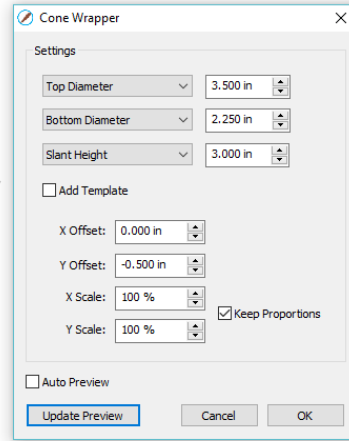 Cone Wrapper
Settings
Top Diameter 3.500 in
Bottom Diameter 2.250 in
Slant Height 3.000 in
Add Template
X Offset: 0.000 in
Y Offset: -0.500 in
X Scale: 100 %
Keep Proportions
Y Scale: 100 %
Auto Preview
Update Preview Cancel OK